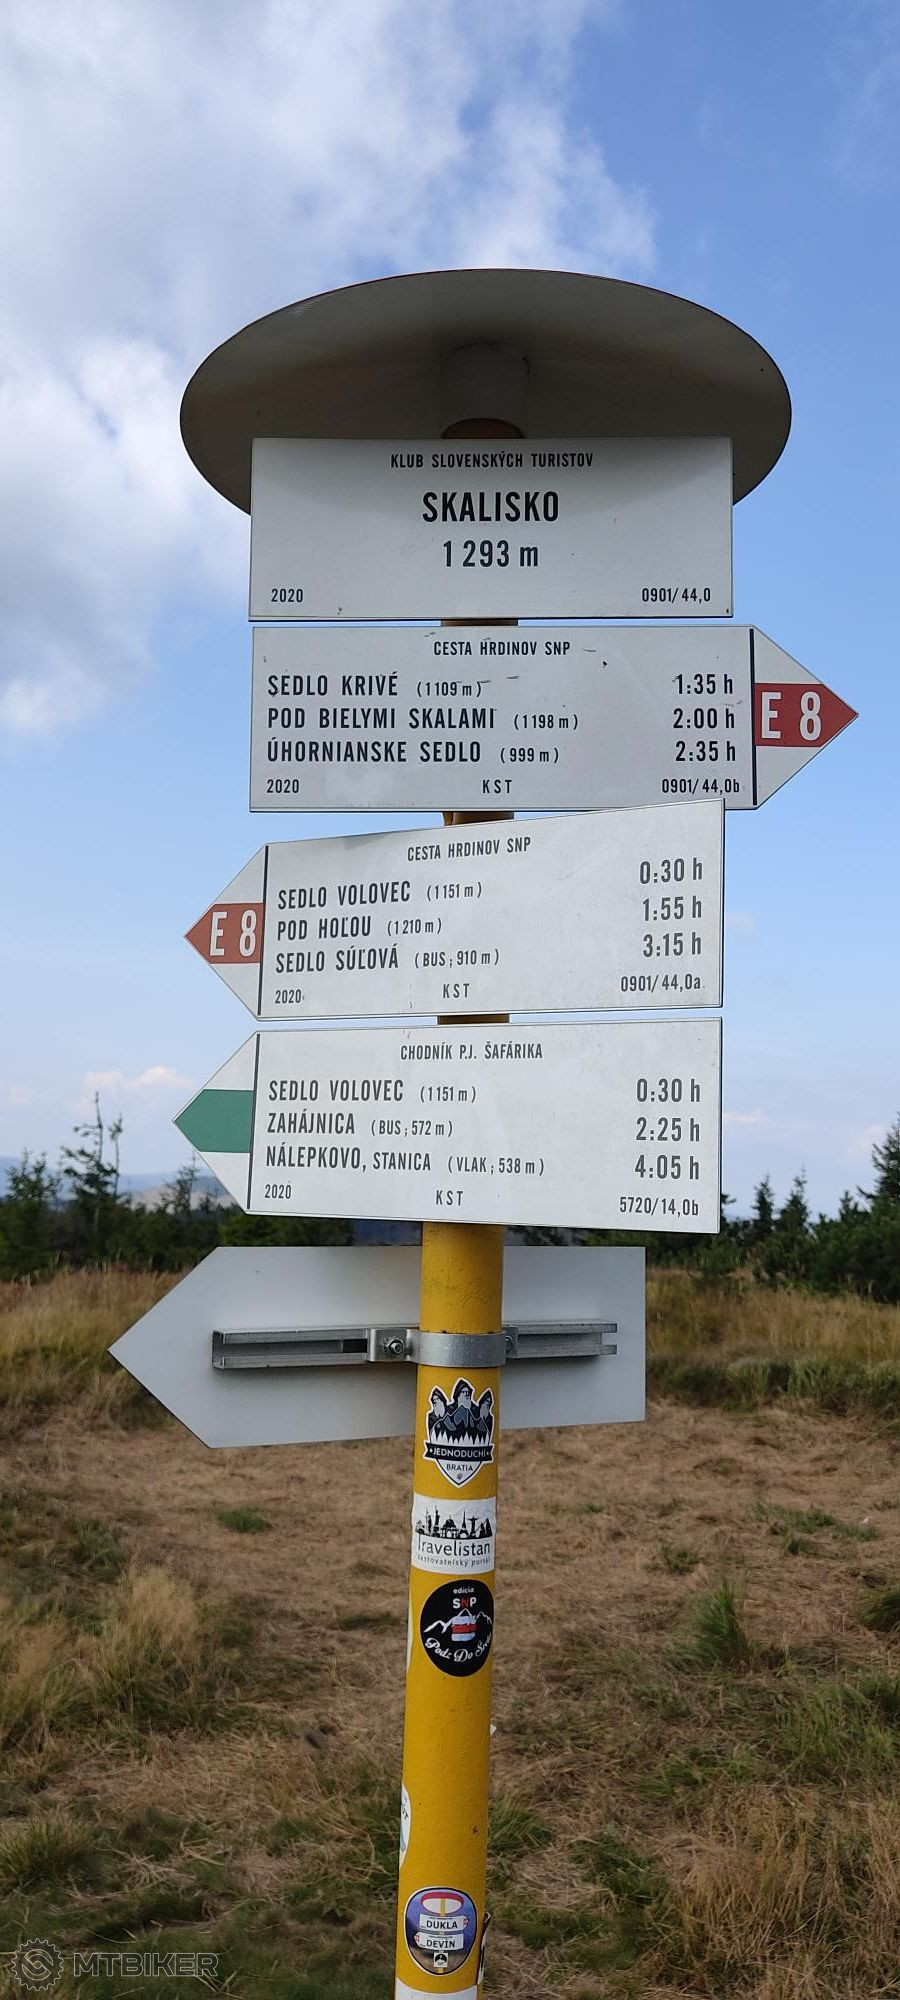 KLUB SLOVENSKÝCH TURISTOV
SKALISKO
1 293 m
2020 0901/44,0
CESTA HRDINOV SNP
SEDLO KRIVÉ (1109 m) 1:35 h
POD BIELYMI SKALAMI (1198 m) 2:00 h
ÚHORNIANSKE SEDLO (999 m) 2:35 h
2020 KST 0901/44,0b
E 8
CESTA HRDINOV SNP
SEDLO VOLOVEC (1151 m) 0:30 h
POD HOĽOU (1210 m) 1:55 h
SEDLO SÚĽOVÁ (BUS; 910 m) 3:15 h
2020 KST 0901/44,0a
E 8
CHODNÍK P.J. ŠAFÁRIKA
SEDLO VOLOVEC (1151 m) 0:30 h
ZAHÁJNICA (BUS; 572 m) 2:25 h
NÁLEPKOVO, STANICA (VLAK; 538 m) 4:05 h
2020 KST 5720/14,0b
JEDNODUCHÍ
BRATIA
Travelistan
cestovateľský portál
edícia
SNP
Podz Do
DUKLA
DEVÍN
MTBIKER